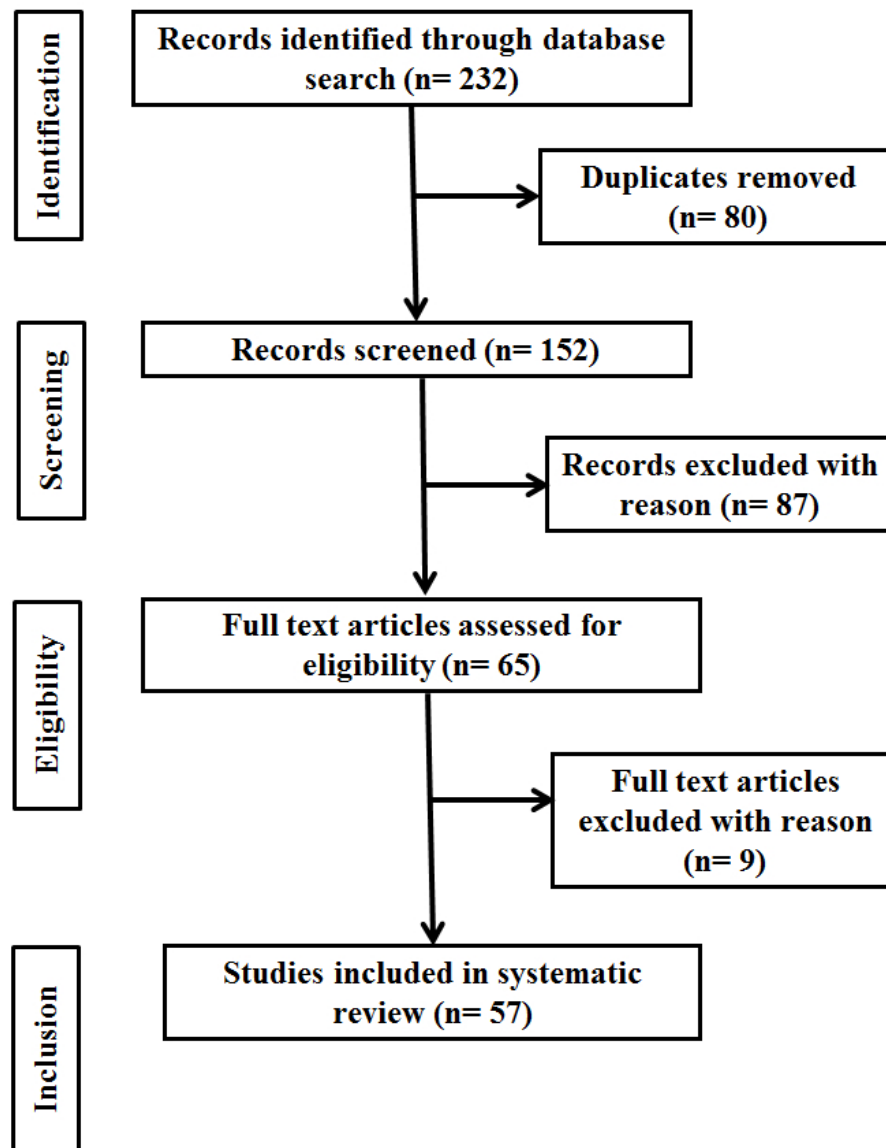 Identification
Records identified through database
search (n= 232)
Duplicates removed
(n= 80)
Screening
Records screened (n= 152)
Records excluded with
reason (n= 87)
Eligibility
Full text articles assessed for
eligibility (n= 65)
Full text articles
excluded with reason
(n= 9)
Inclusion
Studies included in systematic
review (n= 57)